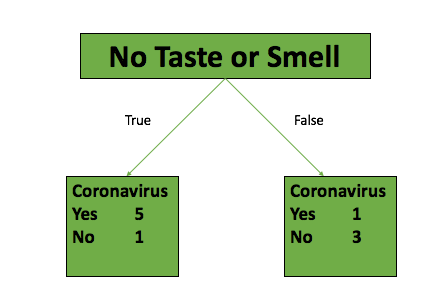 No Taste or Smell
True
False
Coronavirus
Yes 5
No 1
Coronavirus
Yes 1
No 3